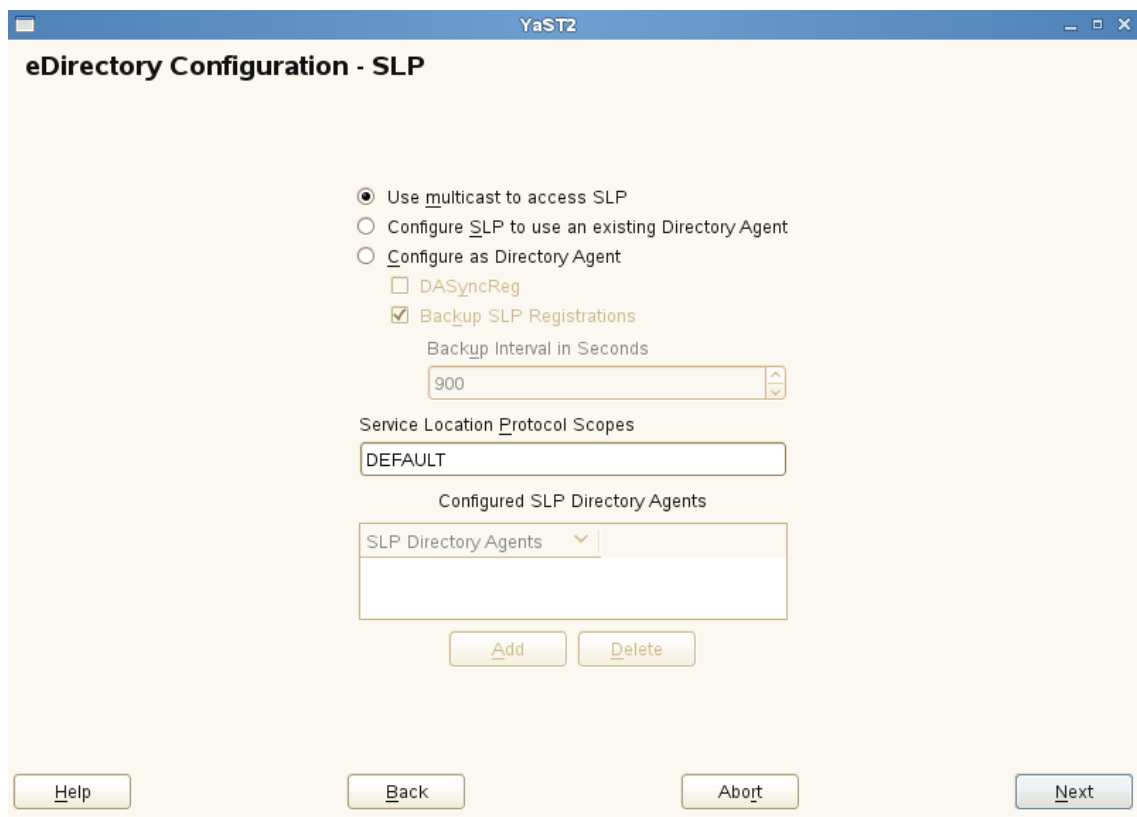 YaST2
eDirectory Configuration - SLP
Use multicast to access SLP
Configure SLP to use an existing Directory Agent
Configure as Directory Agent
DASyncReg
Backup SLP Registrations
Backup Interval in Seconds
900
Service Location Protocol Scopes
DEFAULT
Configured SLP Directory Agents
SLP Directory Agents
Add Delete
Help Back Abort Next